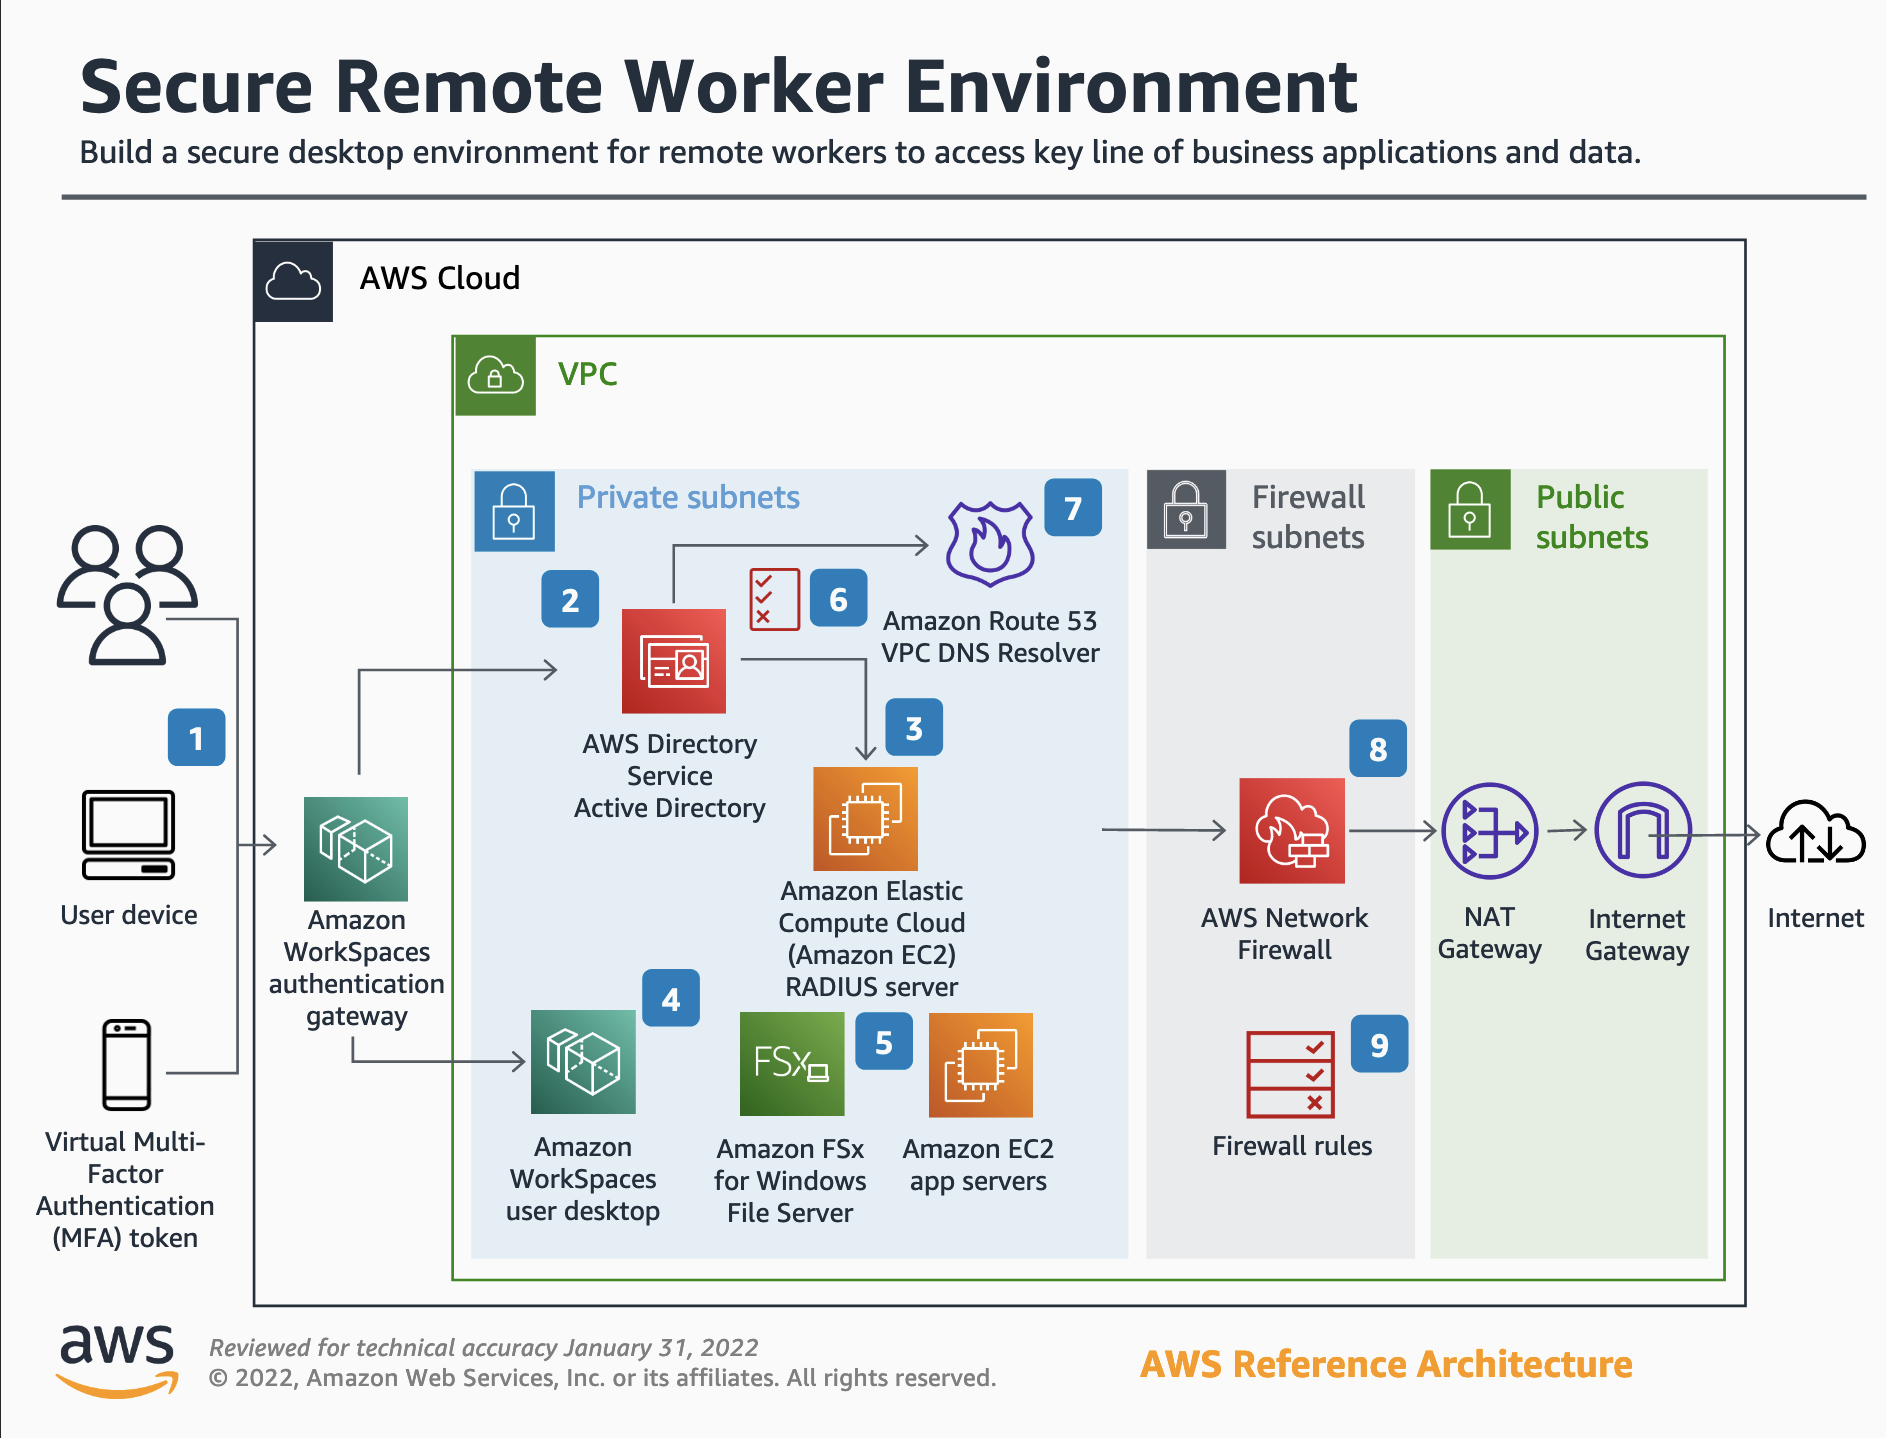 Secure Remote Worker Environment
Build a secure desktop environment for remote workers to access key line of business applications and data.
AWS Cloud
VPC
Private subnets
7
Firewall
subnets
Public
subnets
2
6
Amazon Route 53
VPC DNS Resolver
1
3
8
AWS Directory
Service
Active Directory
User device
Amazon
WorkSpaces
authentication
gateway
Amazon Elastic
Compute Cloud
(Amazon EC2)
RADIUS server
AWS Network
Firewall
NAT
Gateway
Internet
Gateway
Internet
4
5
9
FSx
Virtual Multi-
Factor
Authentication
(MFA) token
Amazon
WorkSpaces
user desktop
Amazon FSx
for Windows
File Server
Amazon EC2
app servers
Firewall rules
aws
Reviewed for technical accuracy January 31, 2022
© 2022, Amazon Web Services, Inc. or its affiliates. All rights reserved.
AWS Reference Architecture